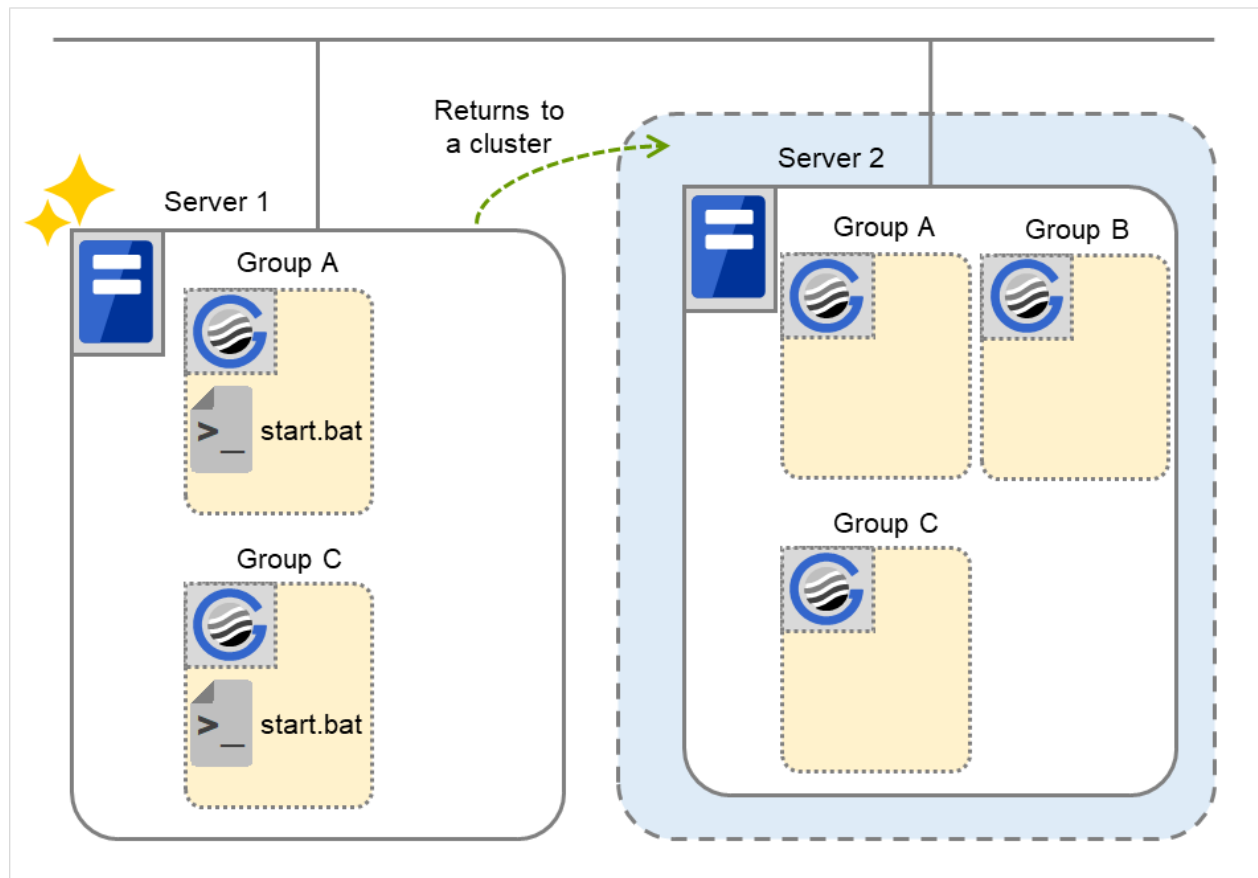 Returns to
a cluster
Server 1
Group A
>_ start.bat
Group C
>_ start.bat
Server 2
Group A
Group B
Group C